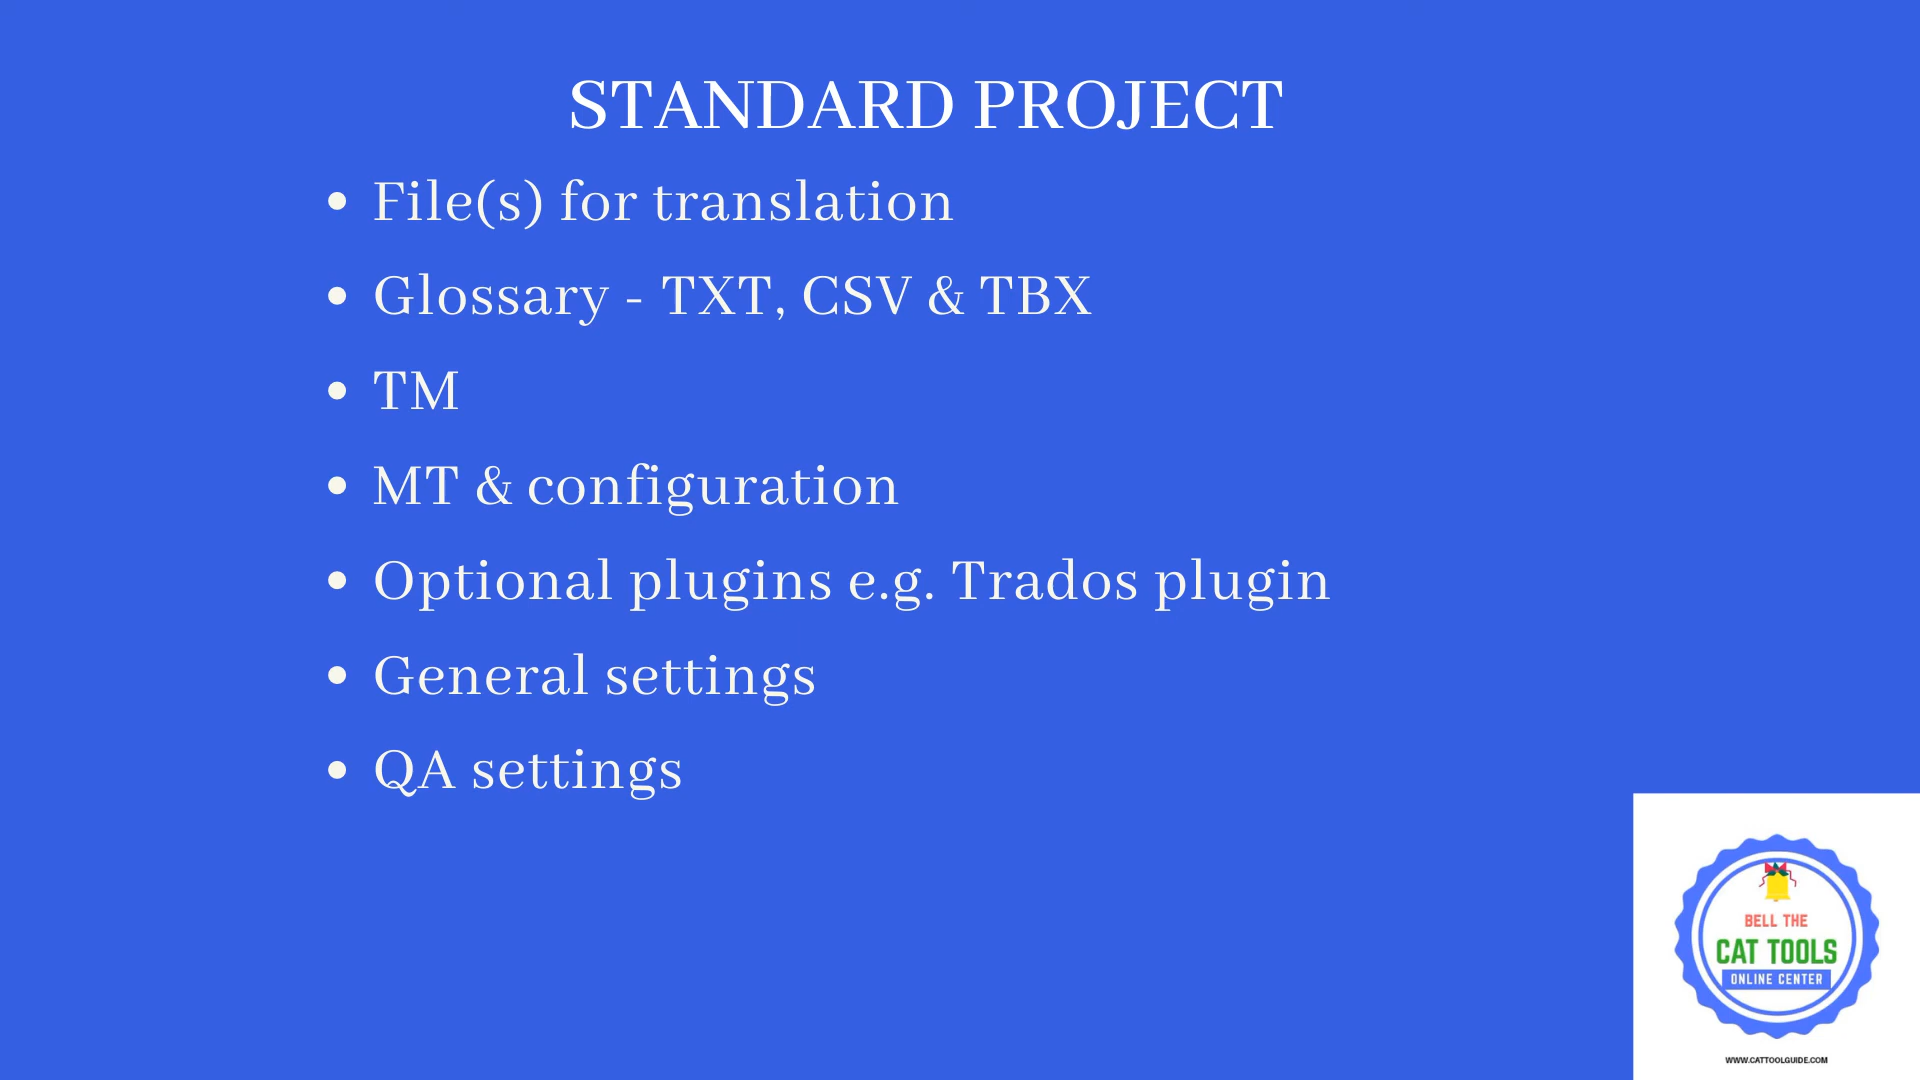 STANDARD PROJECT
• File(s) for translation
• Glossary - TXT, CSV & TBX
• TM
• MT & configuration
• Optional plugins e.g. Trados plugin
• General settings
• QA settings
BELL THE
CAT TOOLS
ONLINE CENTER
WWW.CATTOOLGUIDE.COM